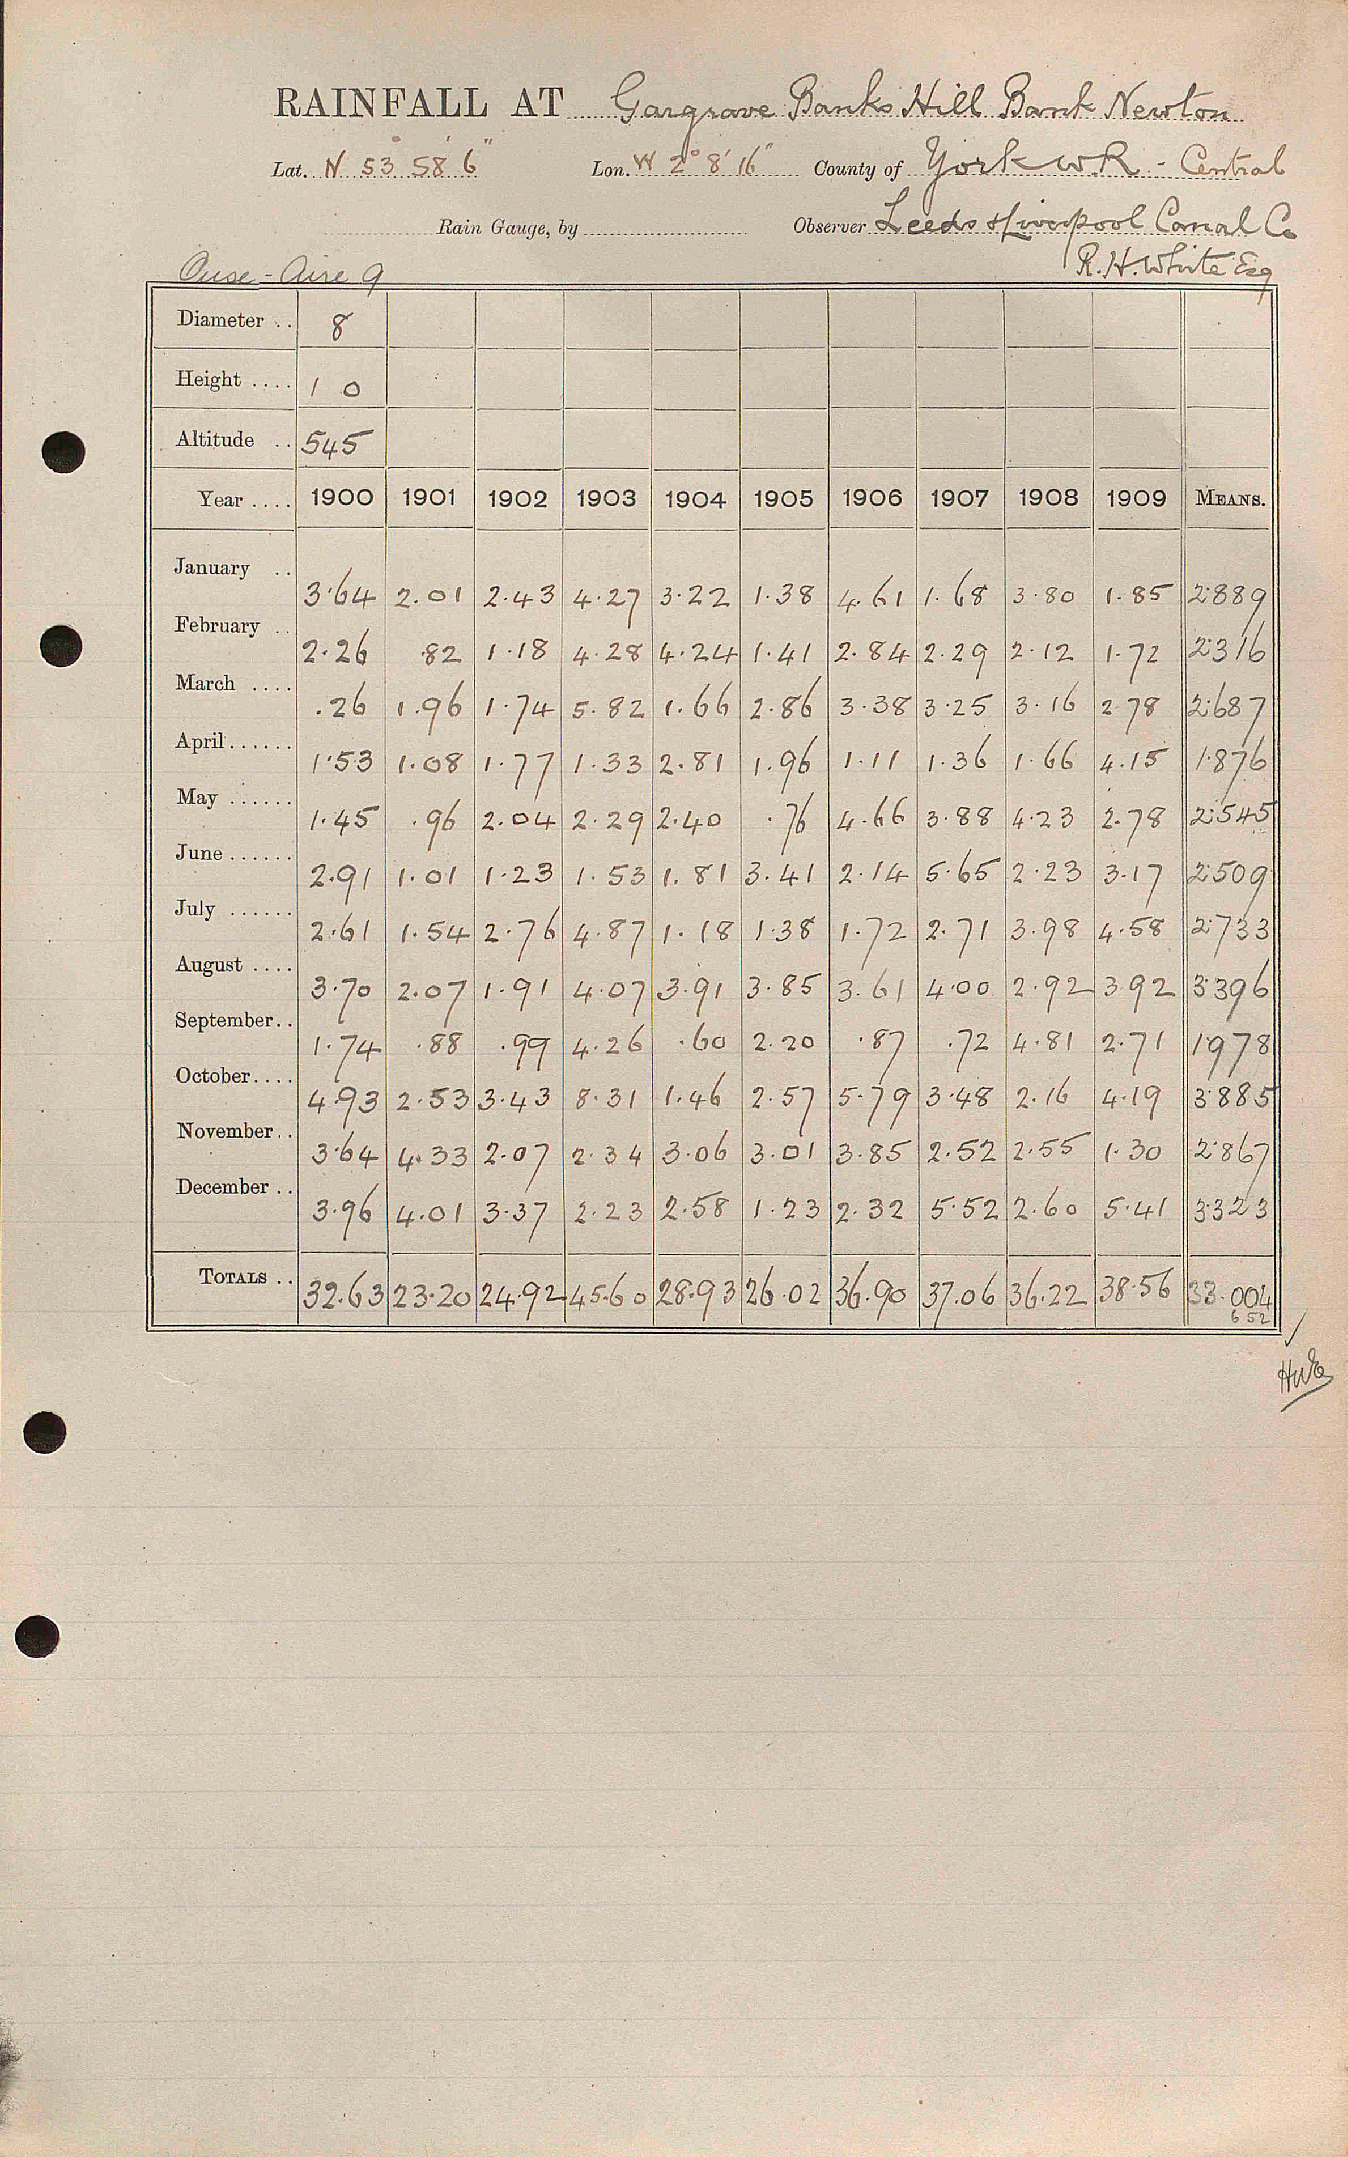 RAINFALL AT Gargrave Banks Hill Bank Newton
Lat. N 53° 58' 6" Lon. W 2° 8' 16" County of York W.R. - Central
Rain Gauge, by Observer Leeds & Liverpool Canal Co
Ouse - Aire 9 R. H. White Esq
Diameter .. 8
Height .... 1 0
Altitude .. 545
Year .... 1900 1901 1902 1903 1904 1905 1906 1907 1908 1909 MEANS.
January .. 3.64 2.01 2.43 4.27 3.22 1.38 4.61 1.68 3.80 1.85 2.889
February .. 2.26 .82 1.18 4.28 4.24 1.41 2.84 2.29 2.12 1.72 2.316
March .... .26 1.96 1.74 5.82 1.66 2.86 3.38 3.25 3.16 2.78 2.687
April ...... 1.53 1.08 1.77 1.33 2.81 1.96 1.11 1.36 1.66 4.15 1.876
May ...... 1.45 .96 2.04 2.29 2.40 .76 4.66 3.88 4.23 2.78 2.545
June ...... 2.91 1.01 1.23 1.53 1.81 3.41 2.14 5.65 2.23 3.17 2.509
July ...... 2.61 1.54 2.76 4.87 1.18 1.38 1.72 2.71 3.98 4.58 2.733
August .... 3.70 2.07 1.91 4.07 3.91 3.85 3.61 4.00 2.92 3.92 3.396
September .. 1.74 .88 .99 4.26 .60 2.20 .87 .72 4.81 2.71 1978
October .... 4.93 2.53 3.43 8.31 1.46 2.57 5.79 3.48 2.16 4.19 3.885
November .. 3.64 4.33 2.07 2.34 3.06 3.01 3.85 2.52 2.55 1.30 2.867
December .. 3.96 4.01 3.37 2.23 2.58 1.23 2.32 5.52 2.60 5.41 3.323
TOTALS .. 32.63 23.20 24.92 45.60 28.93 26.02 36.90 37.06 36.22 38.56 33.004
652